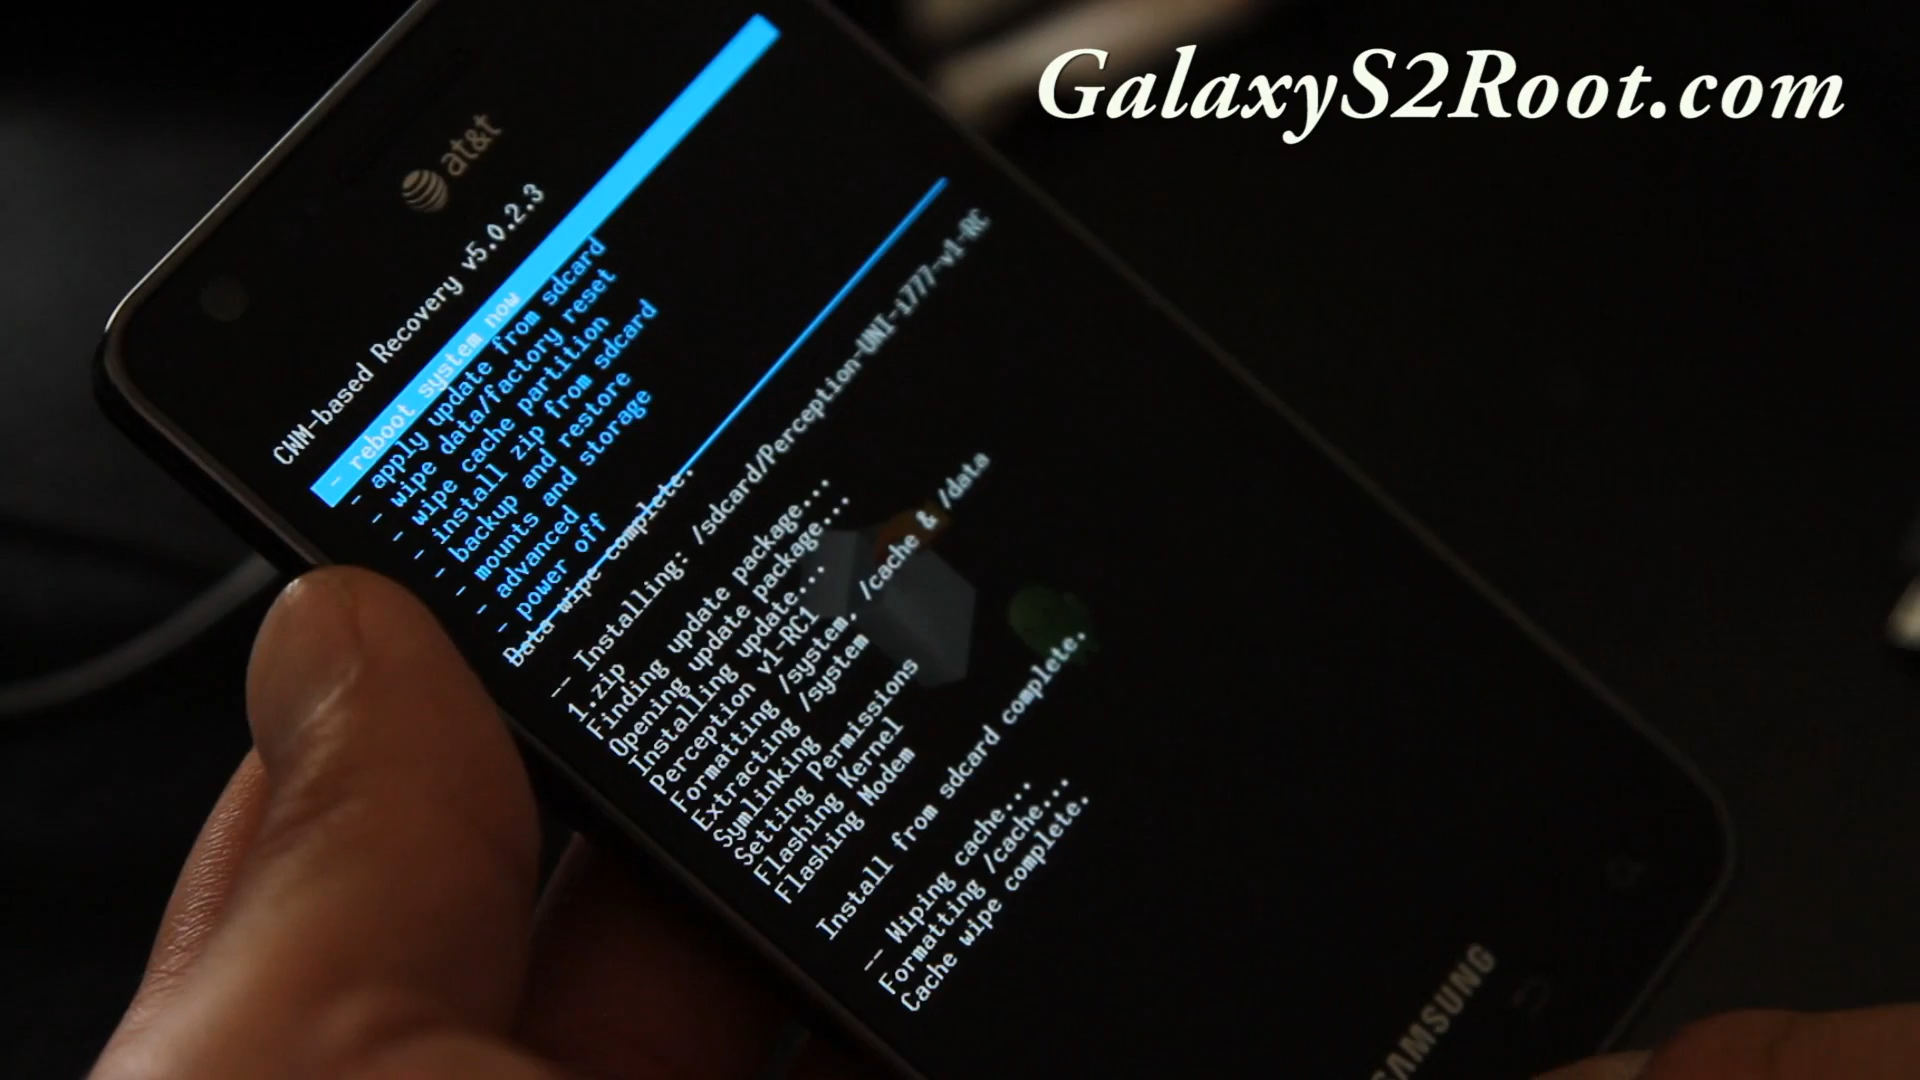 GalaxyS2Root.com
at&t
CWM-based Recovery v5.0.2.3
- reboot system now
- apply update from sdcard
- wipe data/factory reset
- wipe cache partition
- install zip from sdcard
- backup and restore
- mounts and storage
- advanced
- power off
Data wipe complete.
-- Installing: /sdcard/Perception-UNI-i777-v1-RC
1.zip
Finding update package...
Opening update package...
Installing update...
Perception v1-RC1
Formatting /system, /cache & /data
Extracting /system
Symlinking
Setting Permissions
Flashing Kernel
Flashing Modem
Install from sdcard complete.
-- Wiping cache...
Formatting /cache...
Cache wipe complete.
SAMSUNG